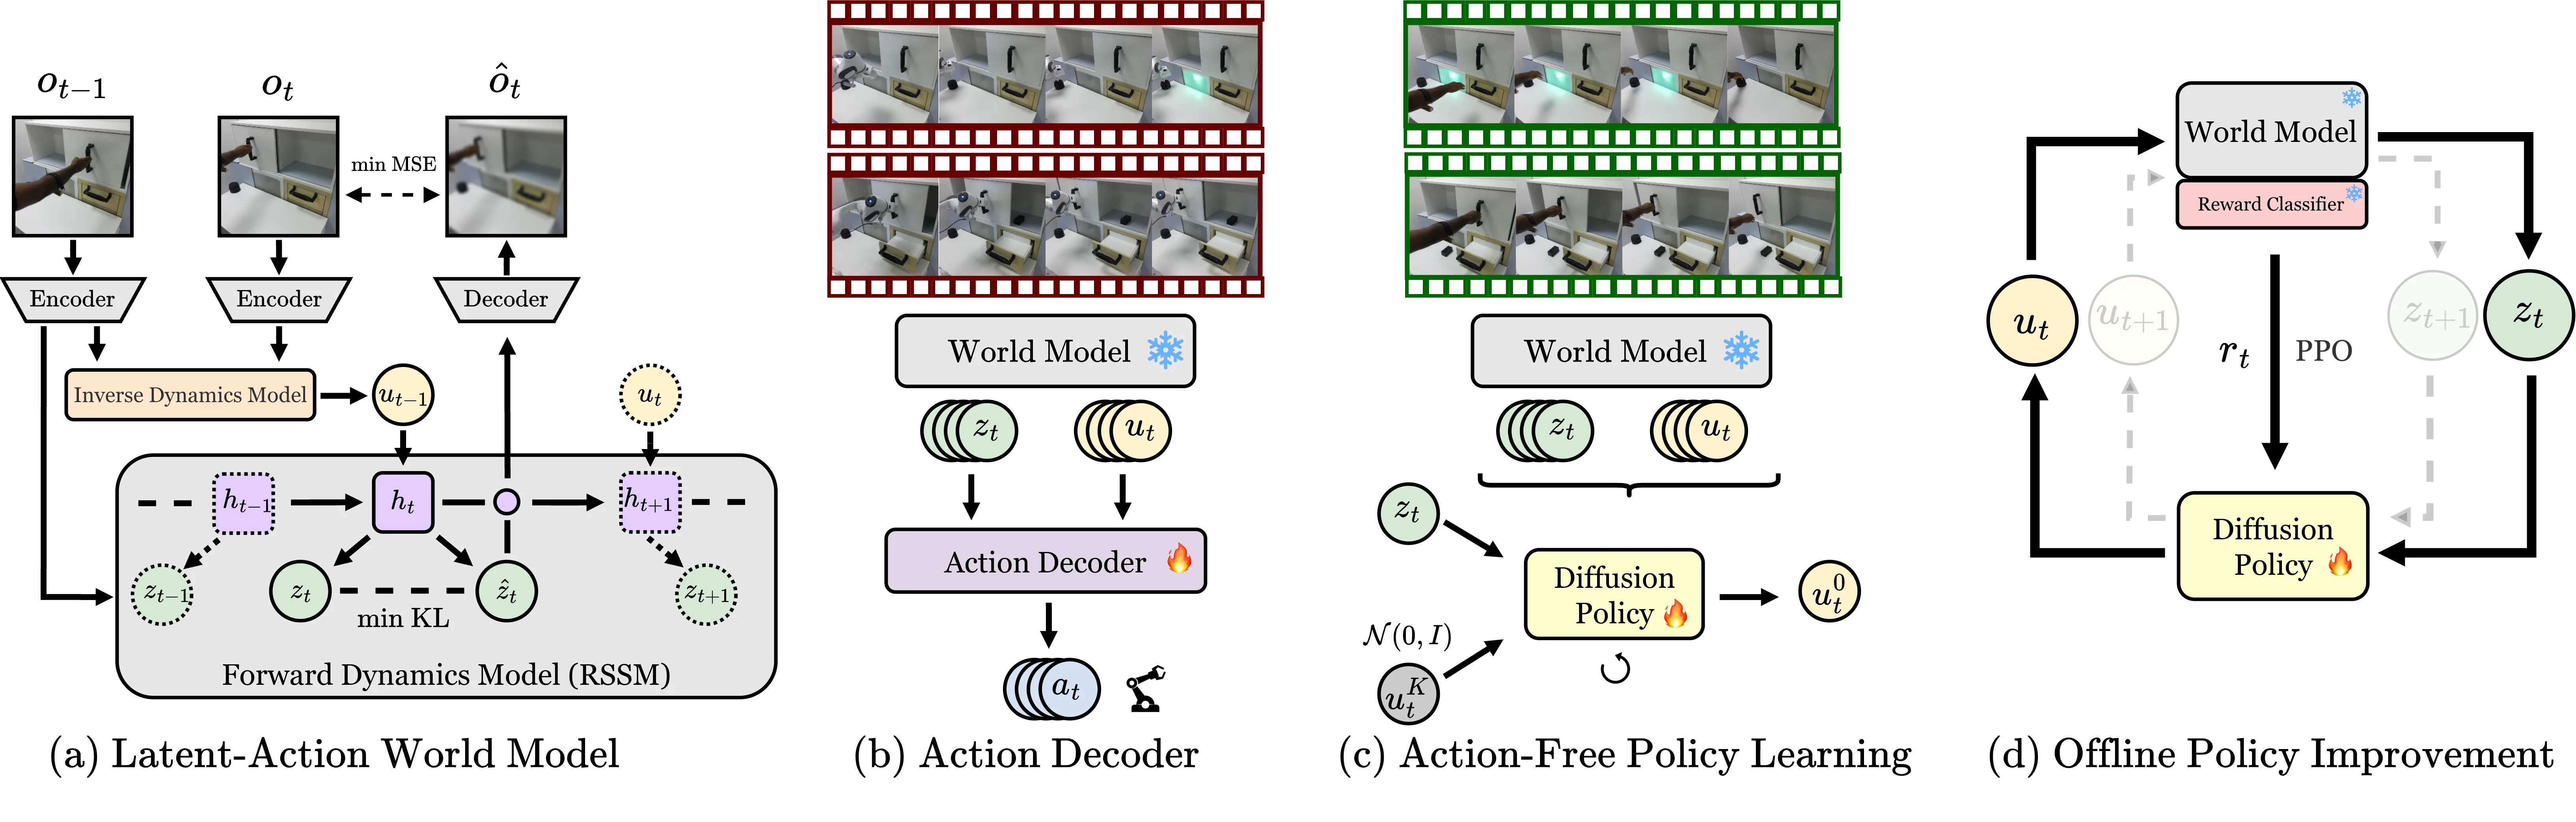 o_{t−1}
o_t
ô_t
min MSE
Encoder
Encoder
Decoder
Inverse Dynamics Model
u_{t−1}
u_t
h_{t−1}
h_t
h_{t+1}
z_{t−1}
z_t
ẑ_t
z_{t+1}
min KL
Forward Dynamics Model (RSSM)
(a) Latent-Action World Model
World Model
z_t
u_t
Action Decoder
a_t
(b) Action Decoder
World Model
z_t
u_t
z_t
Diffusion
Policy
u_t^0
𝒩(0, I)
u_t^K
(c) Action-Free Policy Learning
World Model
Reward Classifier
u_t
u_{t+1}
z_{t+1}
z_t
r_t
PPO
Diffusion
Policy
(d) Offline Policy Improvement